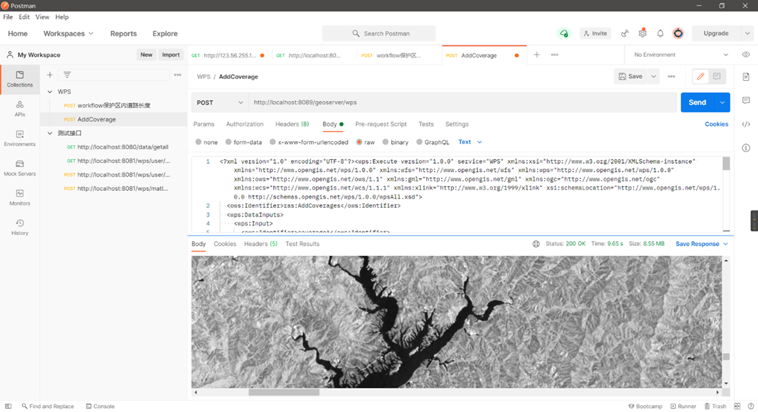 Postman
File Edit View Help
Home Workspaces Reports Explore Search Postman Invite Upgrade
My Workspace New Import
GET http://123.56.255.1... GET http://localhost:80... POST workflow保护区... POST AddCoverage No Environment
Collections
APIs
Environments
Mock Servers
Monitors
History
WPS
POST workflow保护区内道路长度
POST AddCoverage
测试接口
GET http://localhost:8080/data/getall
GET http://localhost:8081/wps/user/...
POST http://localhost:8081/wps/user/...
POST http://localhost:8081/wps/matl...
WPS / AddCoverage Save
POST http://localhost:8089/geoserver/wps Send
Params Authorization Headers (8) Body Pre-request Script Tests Settings Cookies
none form-data x-www-form-urlencoded raw binary GraphQL Text
1 <?xml version="1.0" encoding="UTF-8"?><wps:Execute version="1.0.0" service="WPS" xmlns:xsi="http://www.w3.org/2001/XMLSchema-instance"
xmlns="http://www.opengis.net/wps/1.0.0" xmlns:wfs="http://www.opengis.net/wfs" xmlns:wps="http://www.opengis.net/wps/1.0.0"
xmlns:ows="http://www.opengis.net/ows/1.1" xmlns:gml="http://www.opengis.net/gml" xmlns:ogc="http://www.opengis.net/ogc"
xmlns:wcs="http://www.opengis.net/wcs/1.1.1" xmlns:xlink="http://www.w3.org/1999/xlink" xsi:schemaLocation="http://www.opengis.net/wps/1.
0.0 http://schemas.opengis.net/wps/1.0.0/wpsAll.xsd">
2 <ows:Identifier>ras:AddCoverages</ows:Identifier>
3 <wps:DataInputs>
4 <wps:Input>
Body Cookies Headers (5) Test Results Status: 200 OK Time: 9.65 s Size: 8.55 MB Save Response
Find and Replace Console Bootcamp Runner Trash